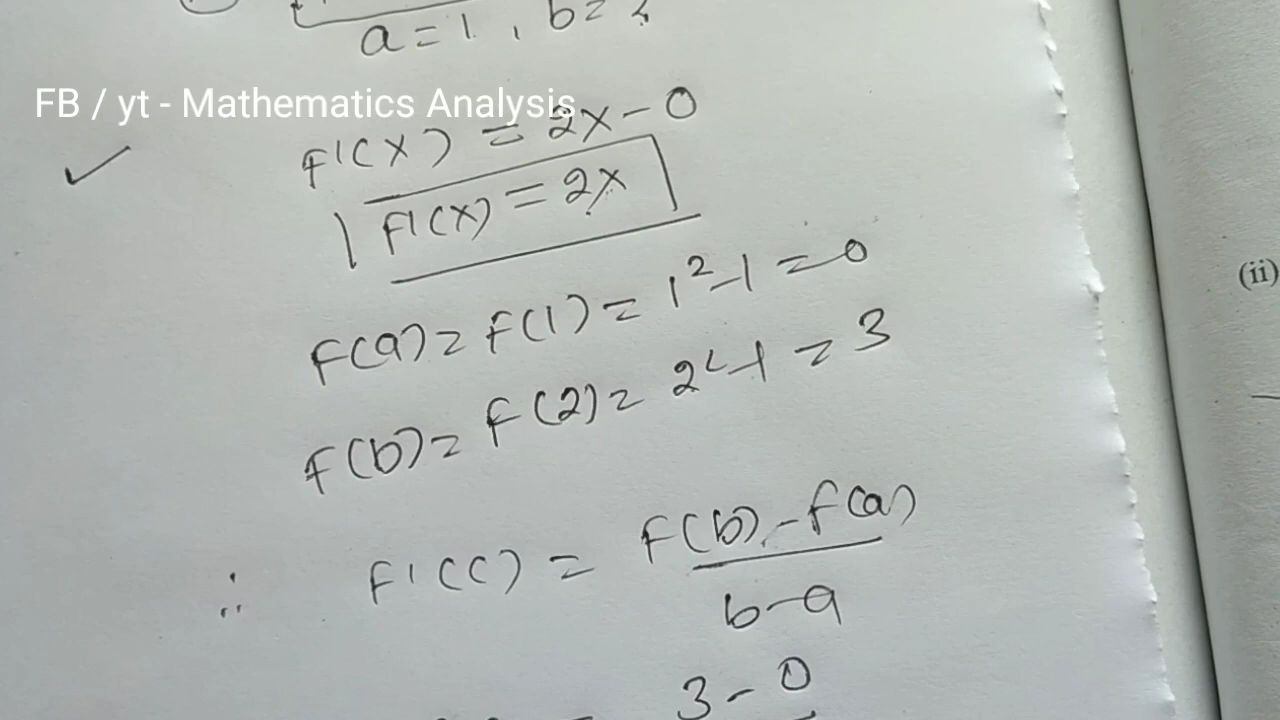 a = 1 , b =
FB / yt - Mathematics Analysis
f'(x) = 2x - 0
f'(x) = 2x
f(a) = f(1) = 1² - 1 = 0
(ii)
f(b) = f(2) = 2² - 1 = 3
∴ f'(c) = f(b) - f(a)
b - a
3 - 0